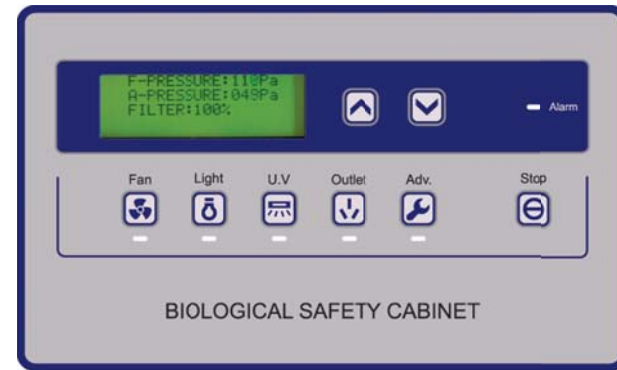 F-PRESSURE:110Pa
A-PRESSURE:049Pa
FILTER:100%
Alarm
Fan Light U.V Outlet Adv. Stop
BIOLOGICAL SAFETY CABINET